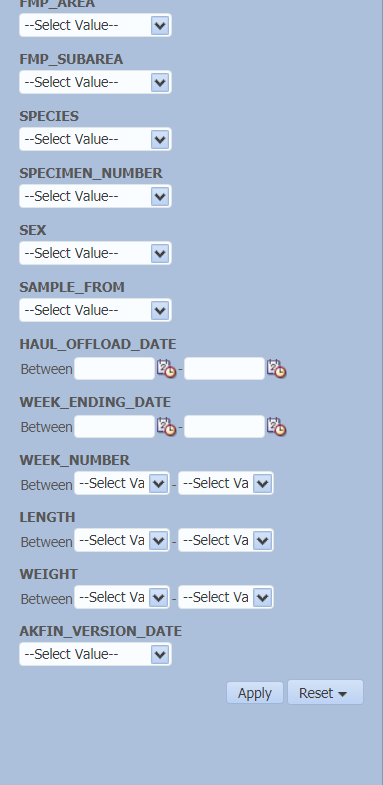 FMP_AREA
--Select Value--
FMP_SUBAREA
--Select Value--
SPECIES
--Select Value--
SPECIMEN_NUMBER
--Select Value--
SEX
--Select Value--
SAMPLE_FROM
--Select Value--
HAUL_OFFLOAD_DATE
Between -
WEEK_ENDING_DATE
Between -
WEEK_NUMBER
Between --Select Va - --Select Va
LENGTH
Between --Select Va - --Select Va
WEIGHT
Between --Select Va - --Select Va
AKFIN_VERSION_DATE
--Select Value--
Apply Reset